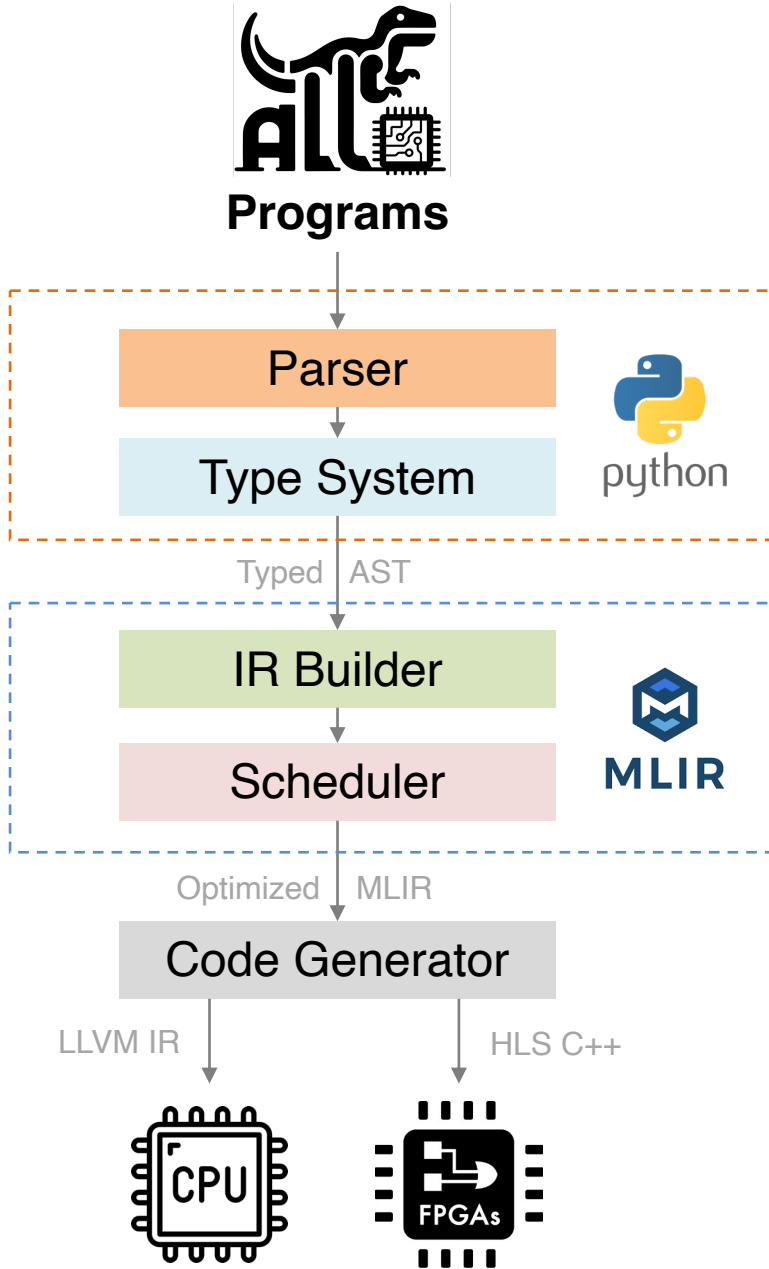 ALLO
Programs
Parser
python
Type System
Typed AST
IR Builder
MLIR
Scheduler
Optimized MLIR
Code Generator
LLVM IR
HLS C++
CPU
FPGAs